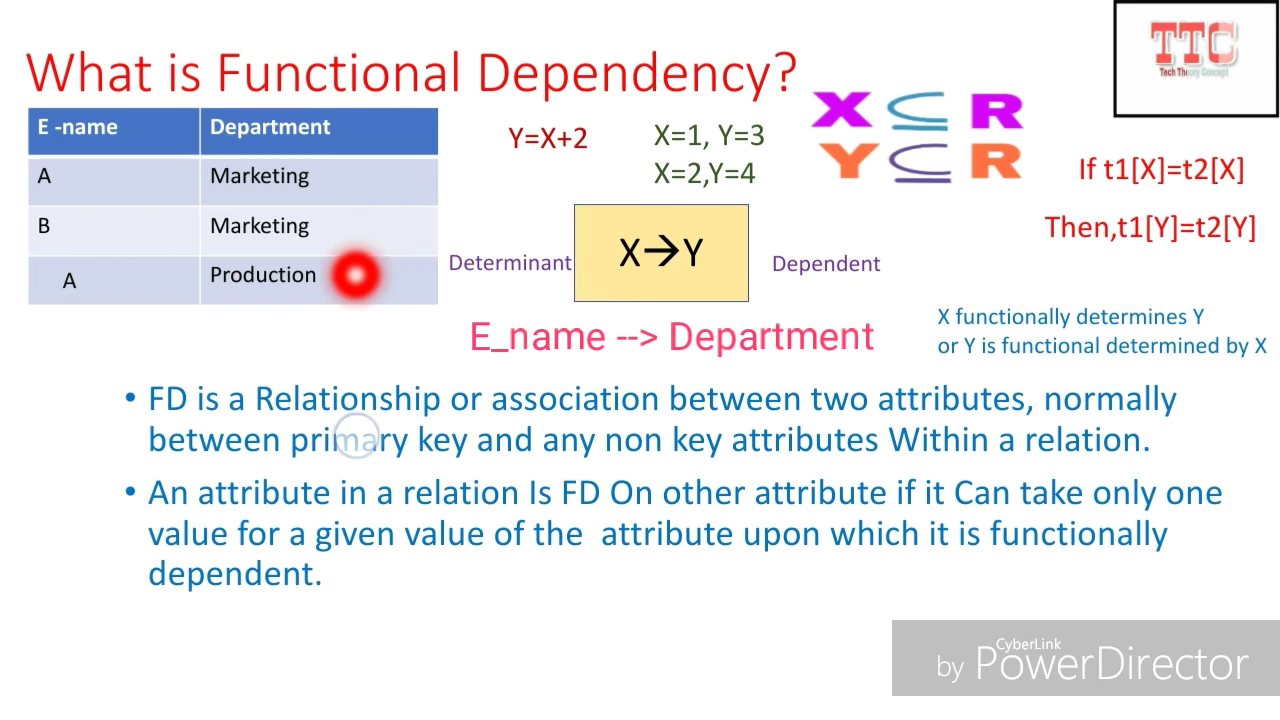 TTC
Tech Theory Concept
What is Functional Dependency?
E -name Department
A Marketing
B Marketing
A Production
Y=X+2
X=1, Y=3
X=2,Y=4
X ⊆ R
Y ⊆ R
If t1[X]=t2[X]
Then,t1[Y]=t2[Y]
Determinant X→Y Dependent
E_name --> Department
X functionally determines Y
or Y is functional determined by X
• FD is a Relationship or association between two attributes, normally
between primary key and any non key attributes Within a relation.
• An attribute in a relation Is FD On other attribute if it Can take only one
value for a given value of the attribute upon which it is functionally
dependent.
by CyberLink PowerDirector